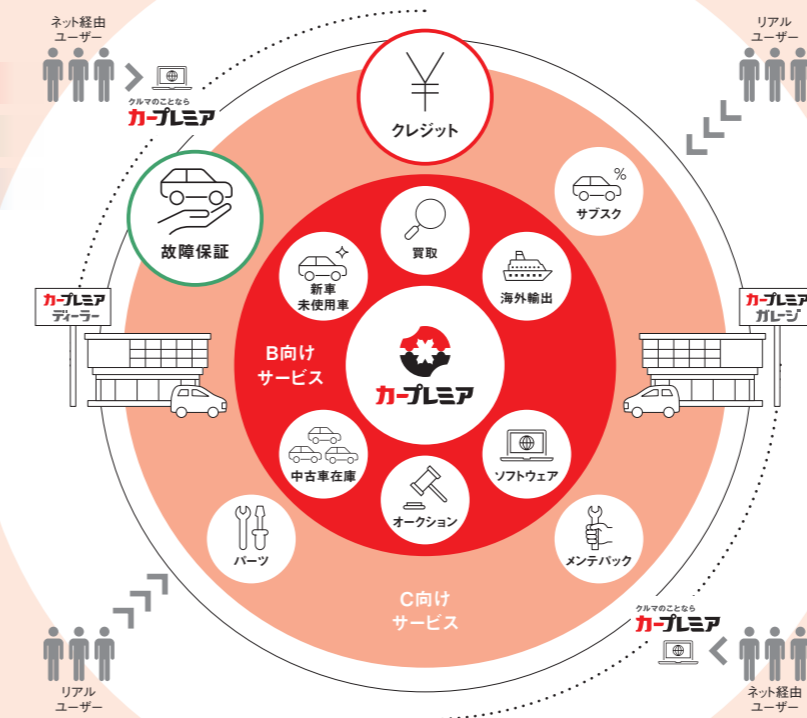 ネット経由
ユーザー
リアル
ユーザー
クルマのことなら
カープレミア
クレジット
サブスク
%
故障保証
買取
新車
未使用車
海外輸出
カープレミア
ディーラー
カープレミア
ガレージ
B向け
サービス
カープレミア
中古車在庫
ソフトウェア
オークション
パーツ
メンテパック
C向け
サービス
クルマのことなら
カープレミア
リアル
ユーザー
ネット経由
ユーザー